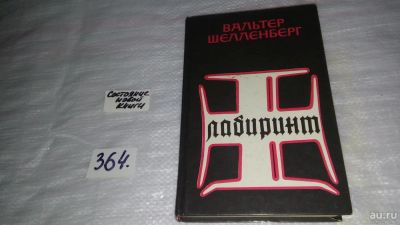 ВАЛЬТЕР
ШЕЛЛЕНБЕРГ
лабиринт
Состояние
новой
книги
364.
au.ru